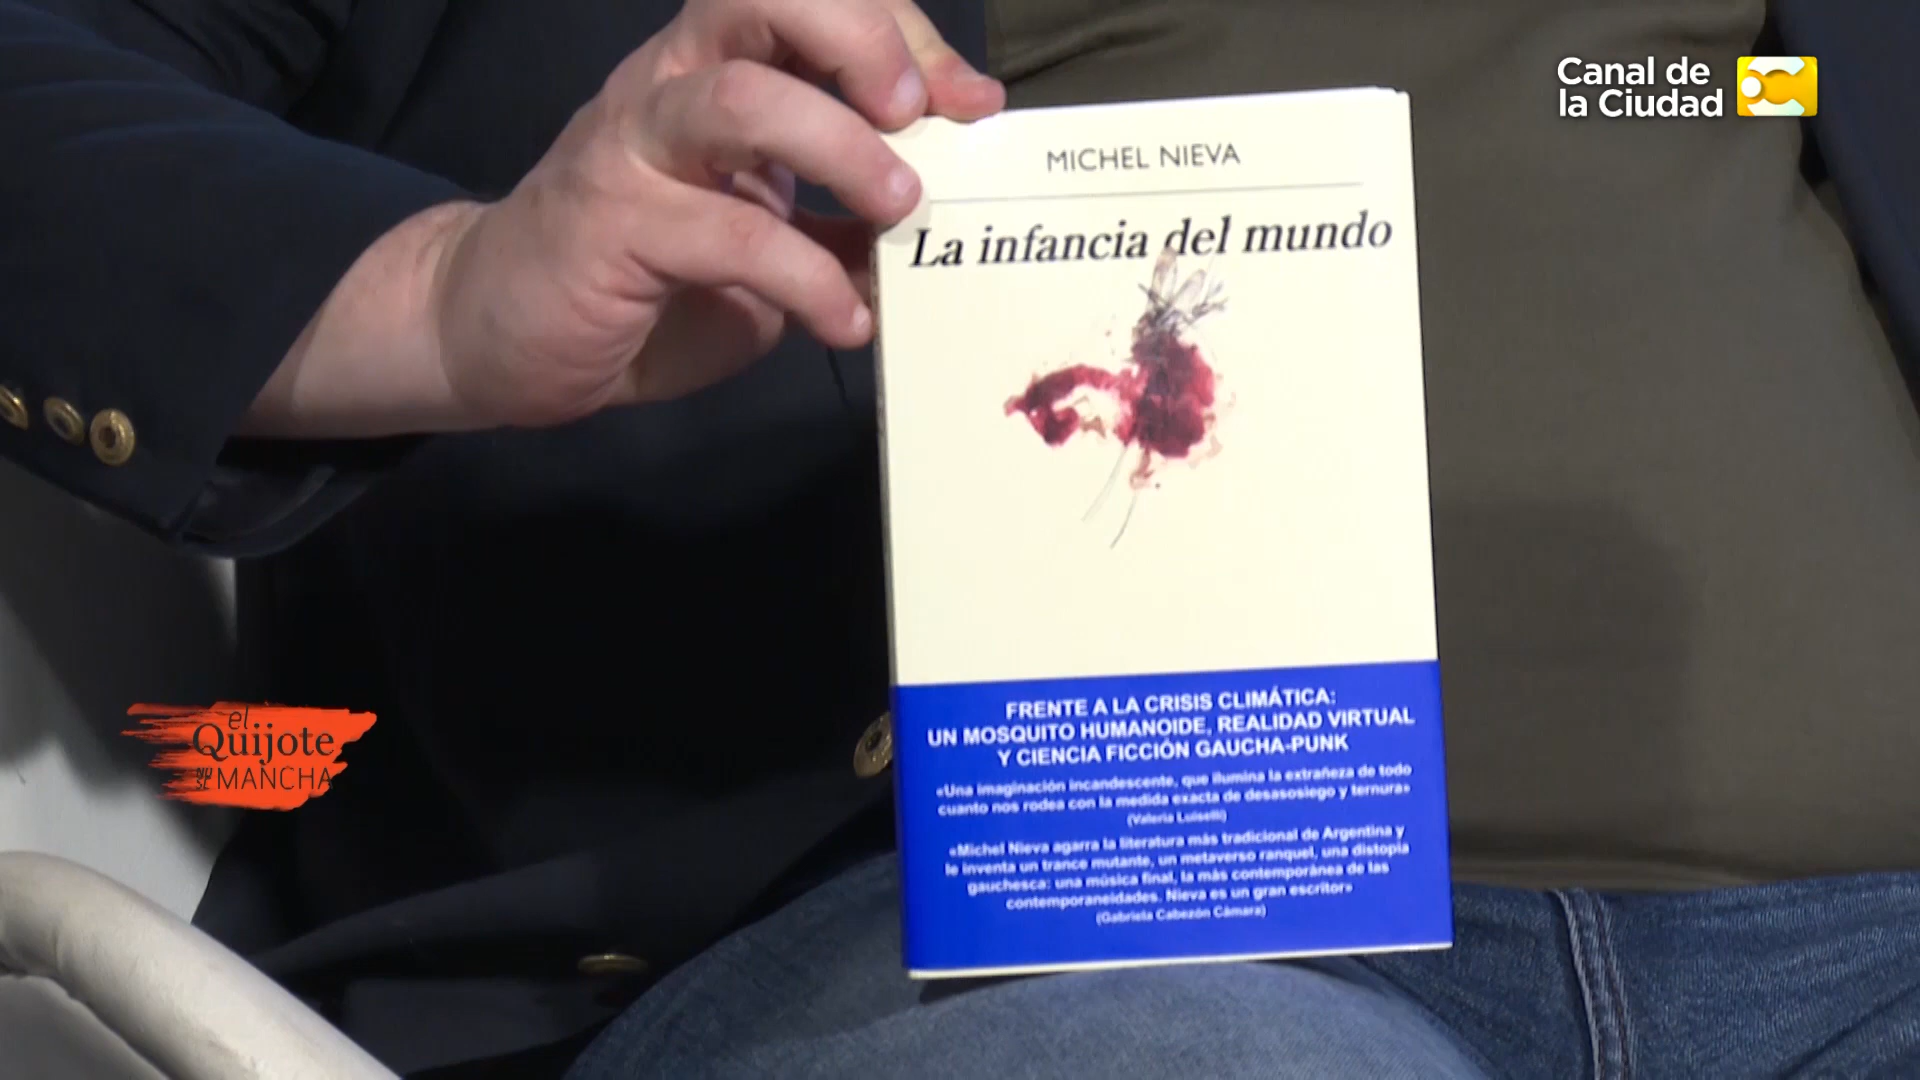 Canal de
la Ciudad
MICHEL NIEVA
La infancia del mundo
FRENTE A LA CRISIS CLIMÁTICA:
UN MOSQUITO HUMANOIDE, REALIDAD VIRTUAL
Y CIENCIA FICCIÓN GAUCHA-PUNK
«Una imaginación incandescente, que ilumina la extrañeza de todo
cuanto nos rodea con la medida exacta de desasosiego y ternura»
(Valeria Luiselli)
«Michel Nieva agarra la literatura más tradicional de Argentina y
le inventa un trance mutante, un metaverso ranquel, una distopía
gauchesca: una música final, la más contemporánea de las
contemporaneidades. Nieva es un gran escritor»
(Gabriela Cabezón Cámara)
el
Quijote
NO SE MANCHA